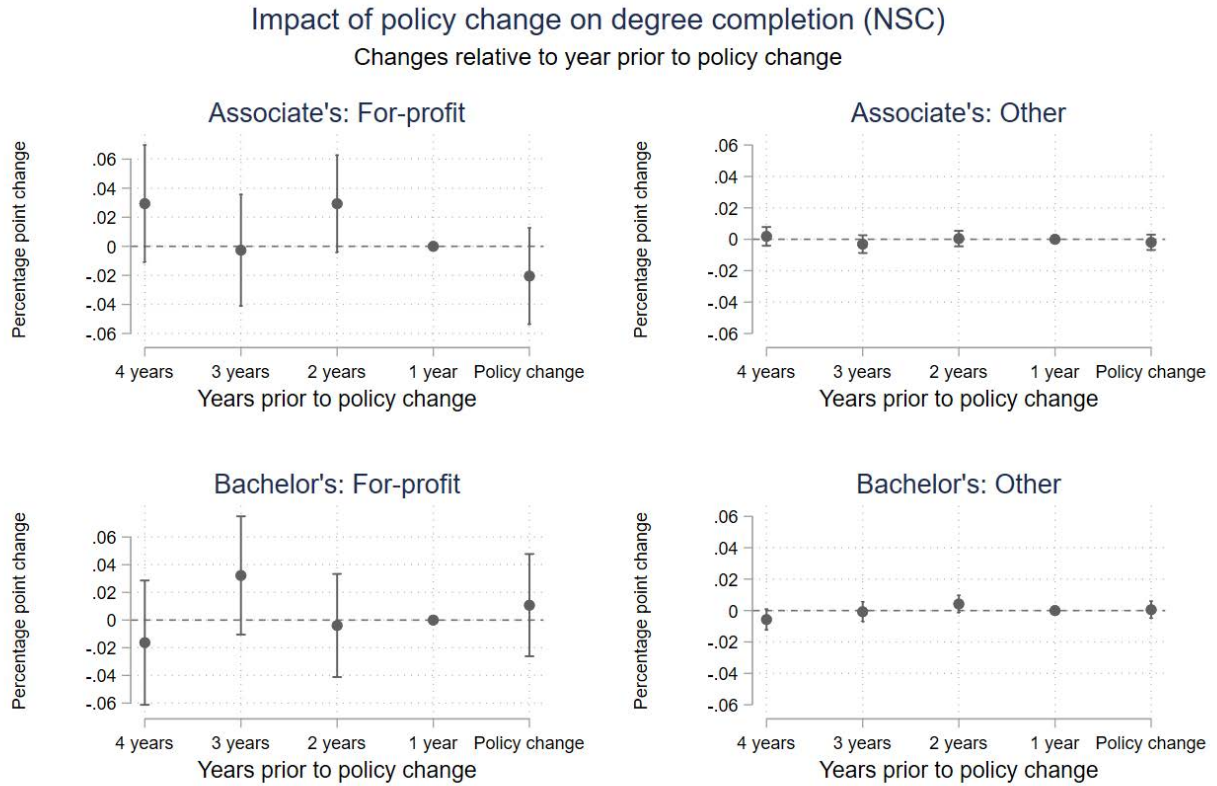 Impact of policy change on degree completion (NSC)
Changes relative to year prior to policy change
Associate's: For-profit
Percentage point change
.06
.04
.02
0
-.02
-.04
-.06
4 years 3 years 2 years 1 year Policy change
Years prior to policy change
Associate's: Other
Percentage point change
.06
.04
.02
0
-.02
-.04
-.06
4 years 3 years 2 years 1 year Policy change
Years prior to policy change
Bachelor's: For-profit
Percentage point change
.06
.04
.02
0
-.02
-.04
-.06
4 years 3 years 2 years 1 year Policy change
Years prior to policy change
Bachelor's: Other
Percentage point change
.06
.04
.02
0
-.02
-.04
-.06
4 years 3 years 2 years 1 year Policy change
Years prior to policy change